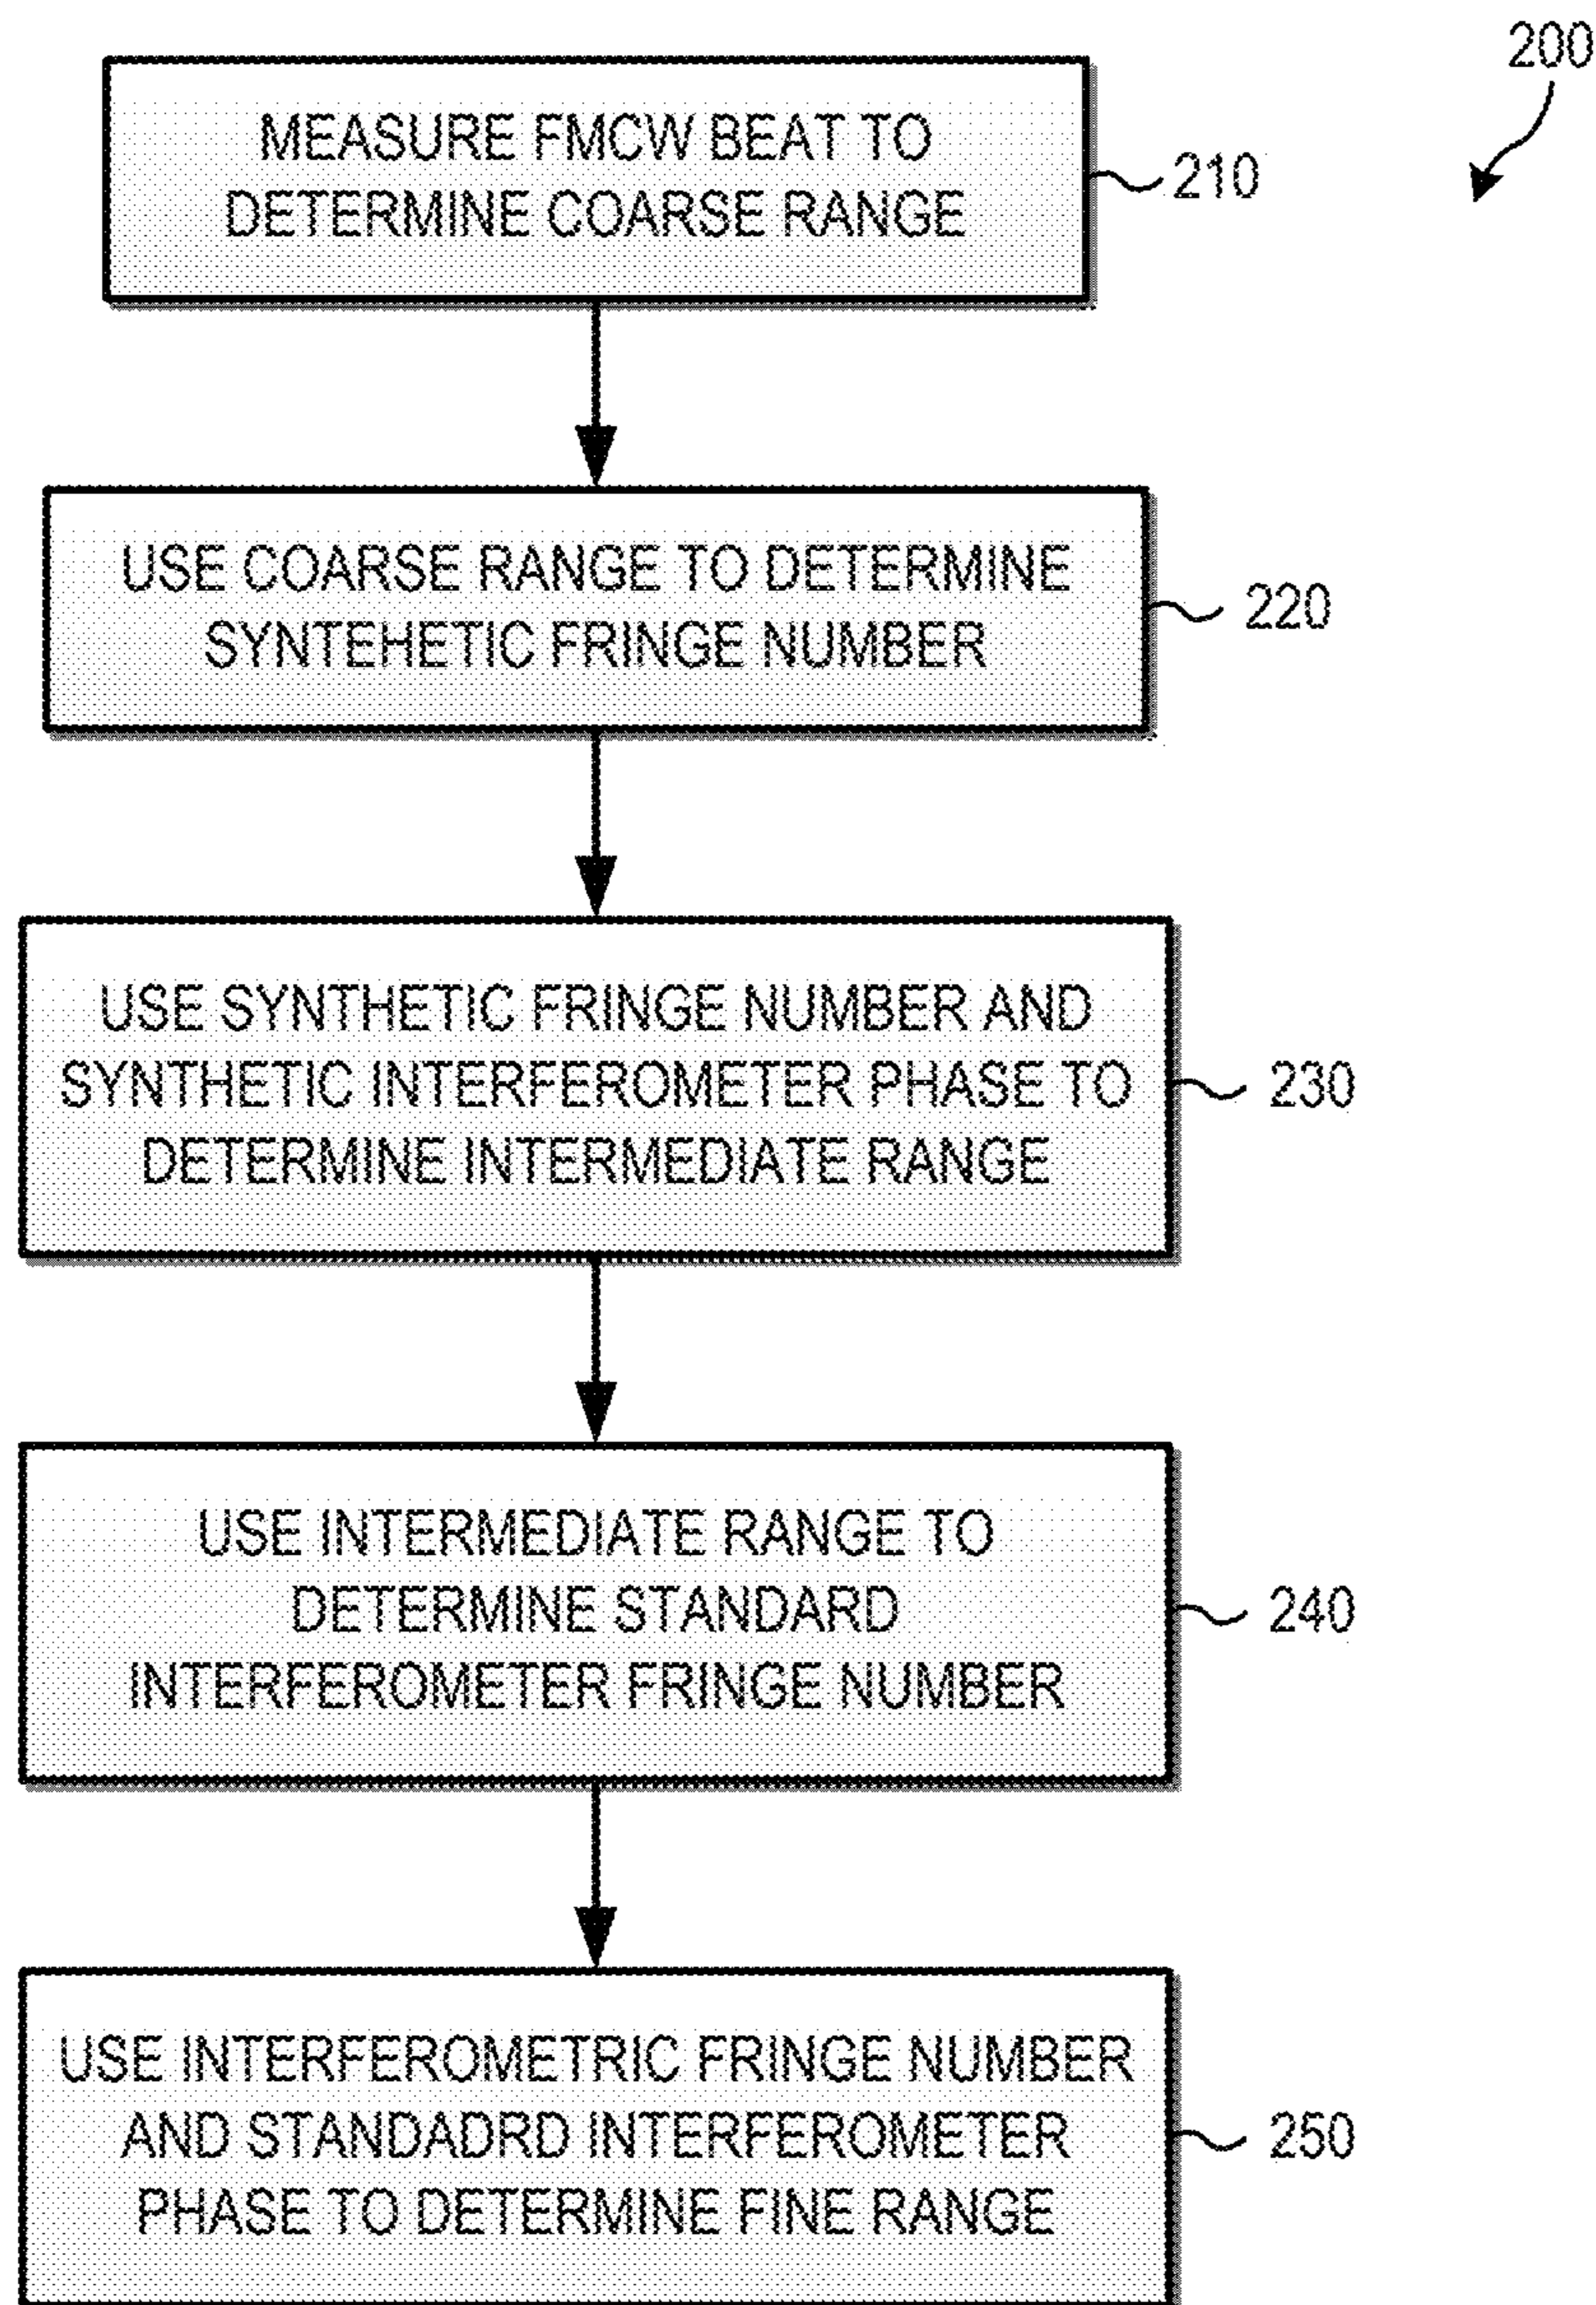 200
MEASURE FMCW BEAT TO
DETERMINE COARSE RANGE
210
USE COARSE RANGE TO DETERMINE
SYNTEHETIC FRINGE NUMBER
220
USE SYNTHETIC FRINGE NUMBER AND
SYNTHETIC INTERFEROMETER PHASE TO
DETERMINE INTERMEDIATE RANGE
230
USE INTERMEDIATE RANGE TO
DETERMINE STANDARD
INTERFEROMETER FRINGE NUMBER
240
USE INTERFEROMETRIC FRINGE NUMBER
AND STANDADRD INTERFEROMETER
PHASE TO DETERMINE FINE RANGE
250